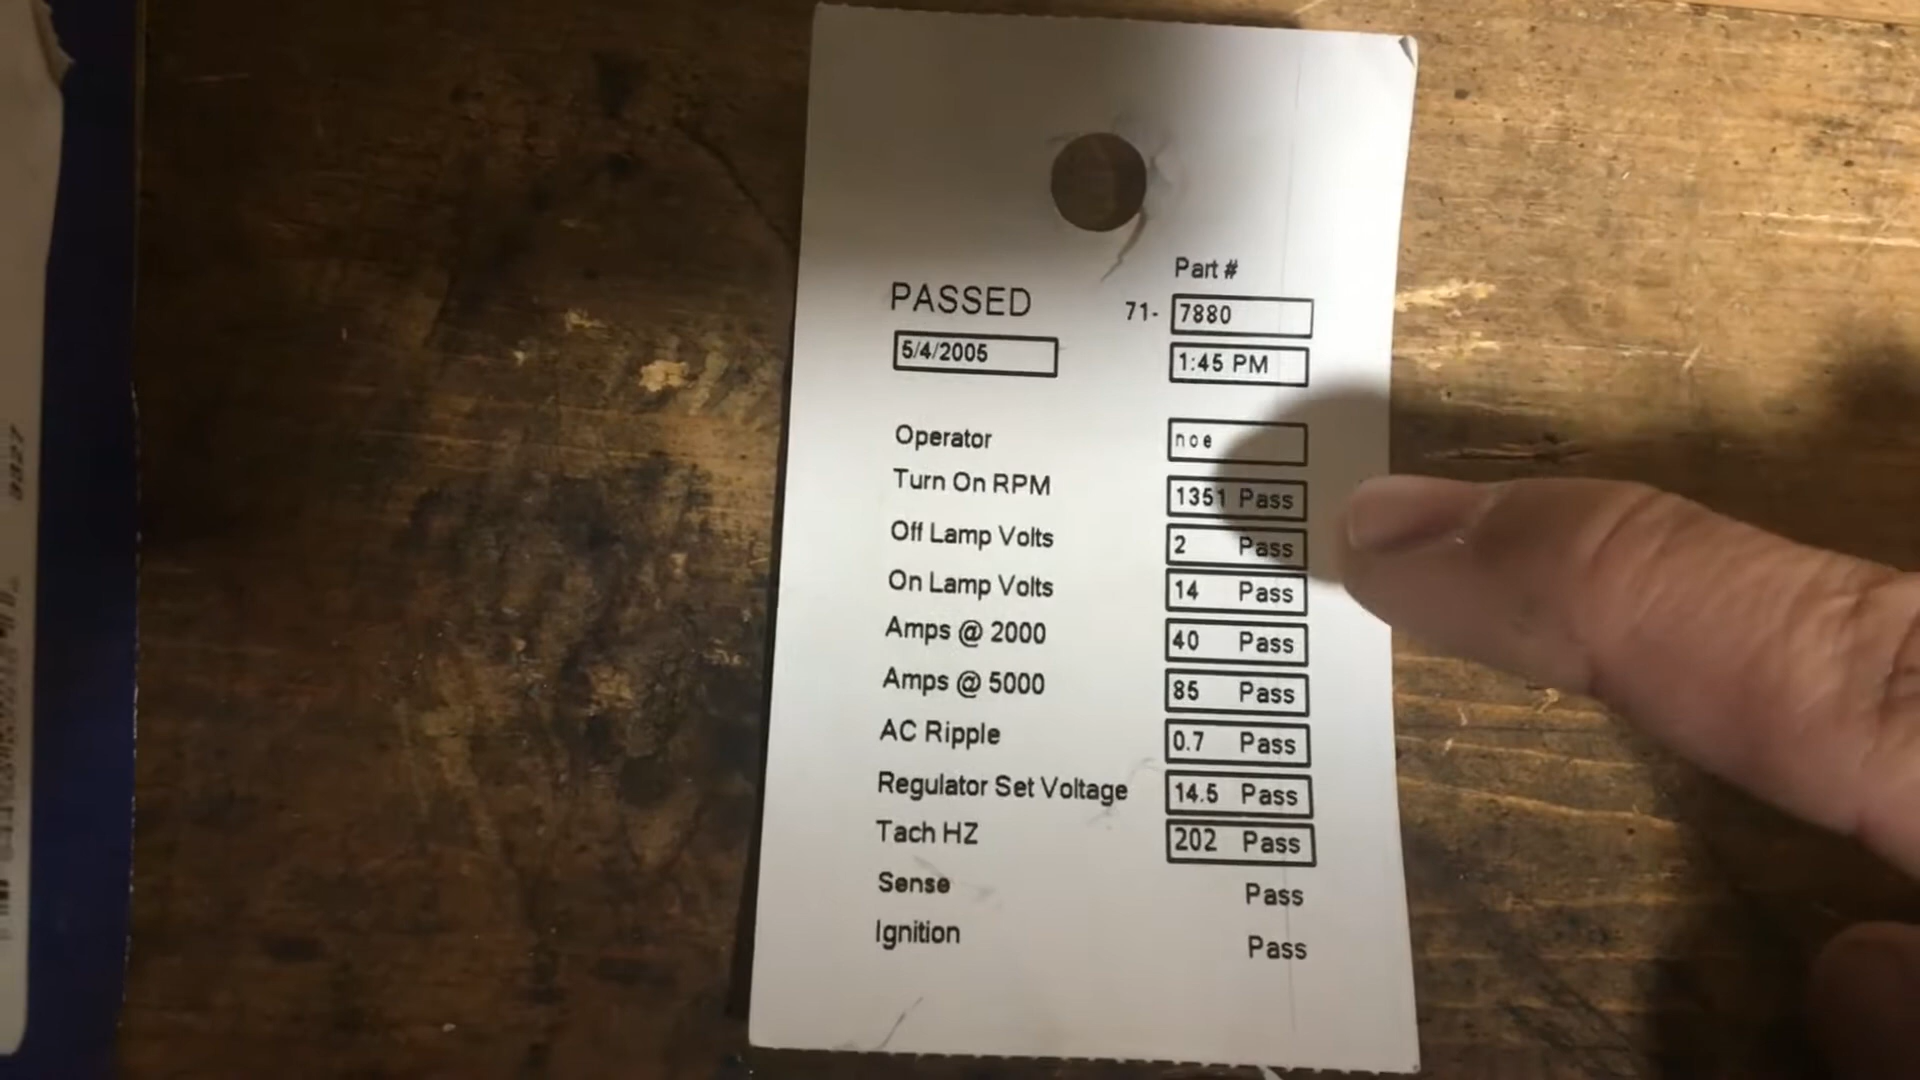 Part #
PASSED 71- 7880
5/4/2005 1:45 PM
Operator noe
Turn On RPM 1351 Pass
Off Lamp Volts 2 Pass
On Lamp Volts 14 Pass
Amps @ 2000 40 Pass
Amps @ 5000 85 Pass
AC Ripple 0.7 Pass
Regulator Set Voltage 14.5 Pass
Tach HZ 202 Pass
Sense Pass
Ignition Pass